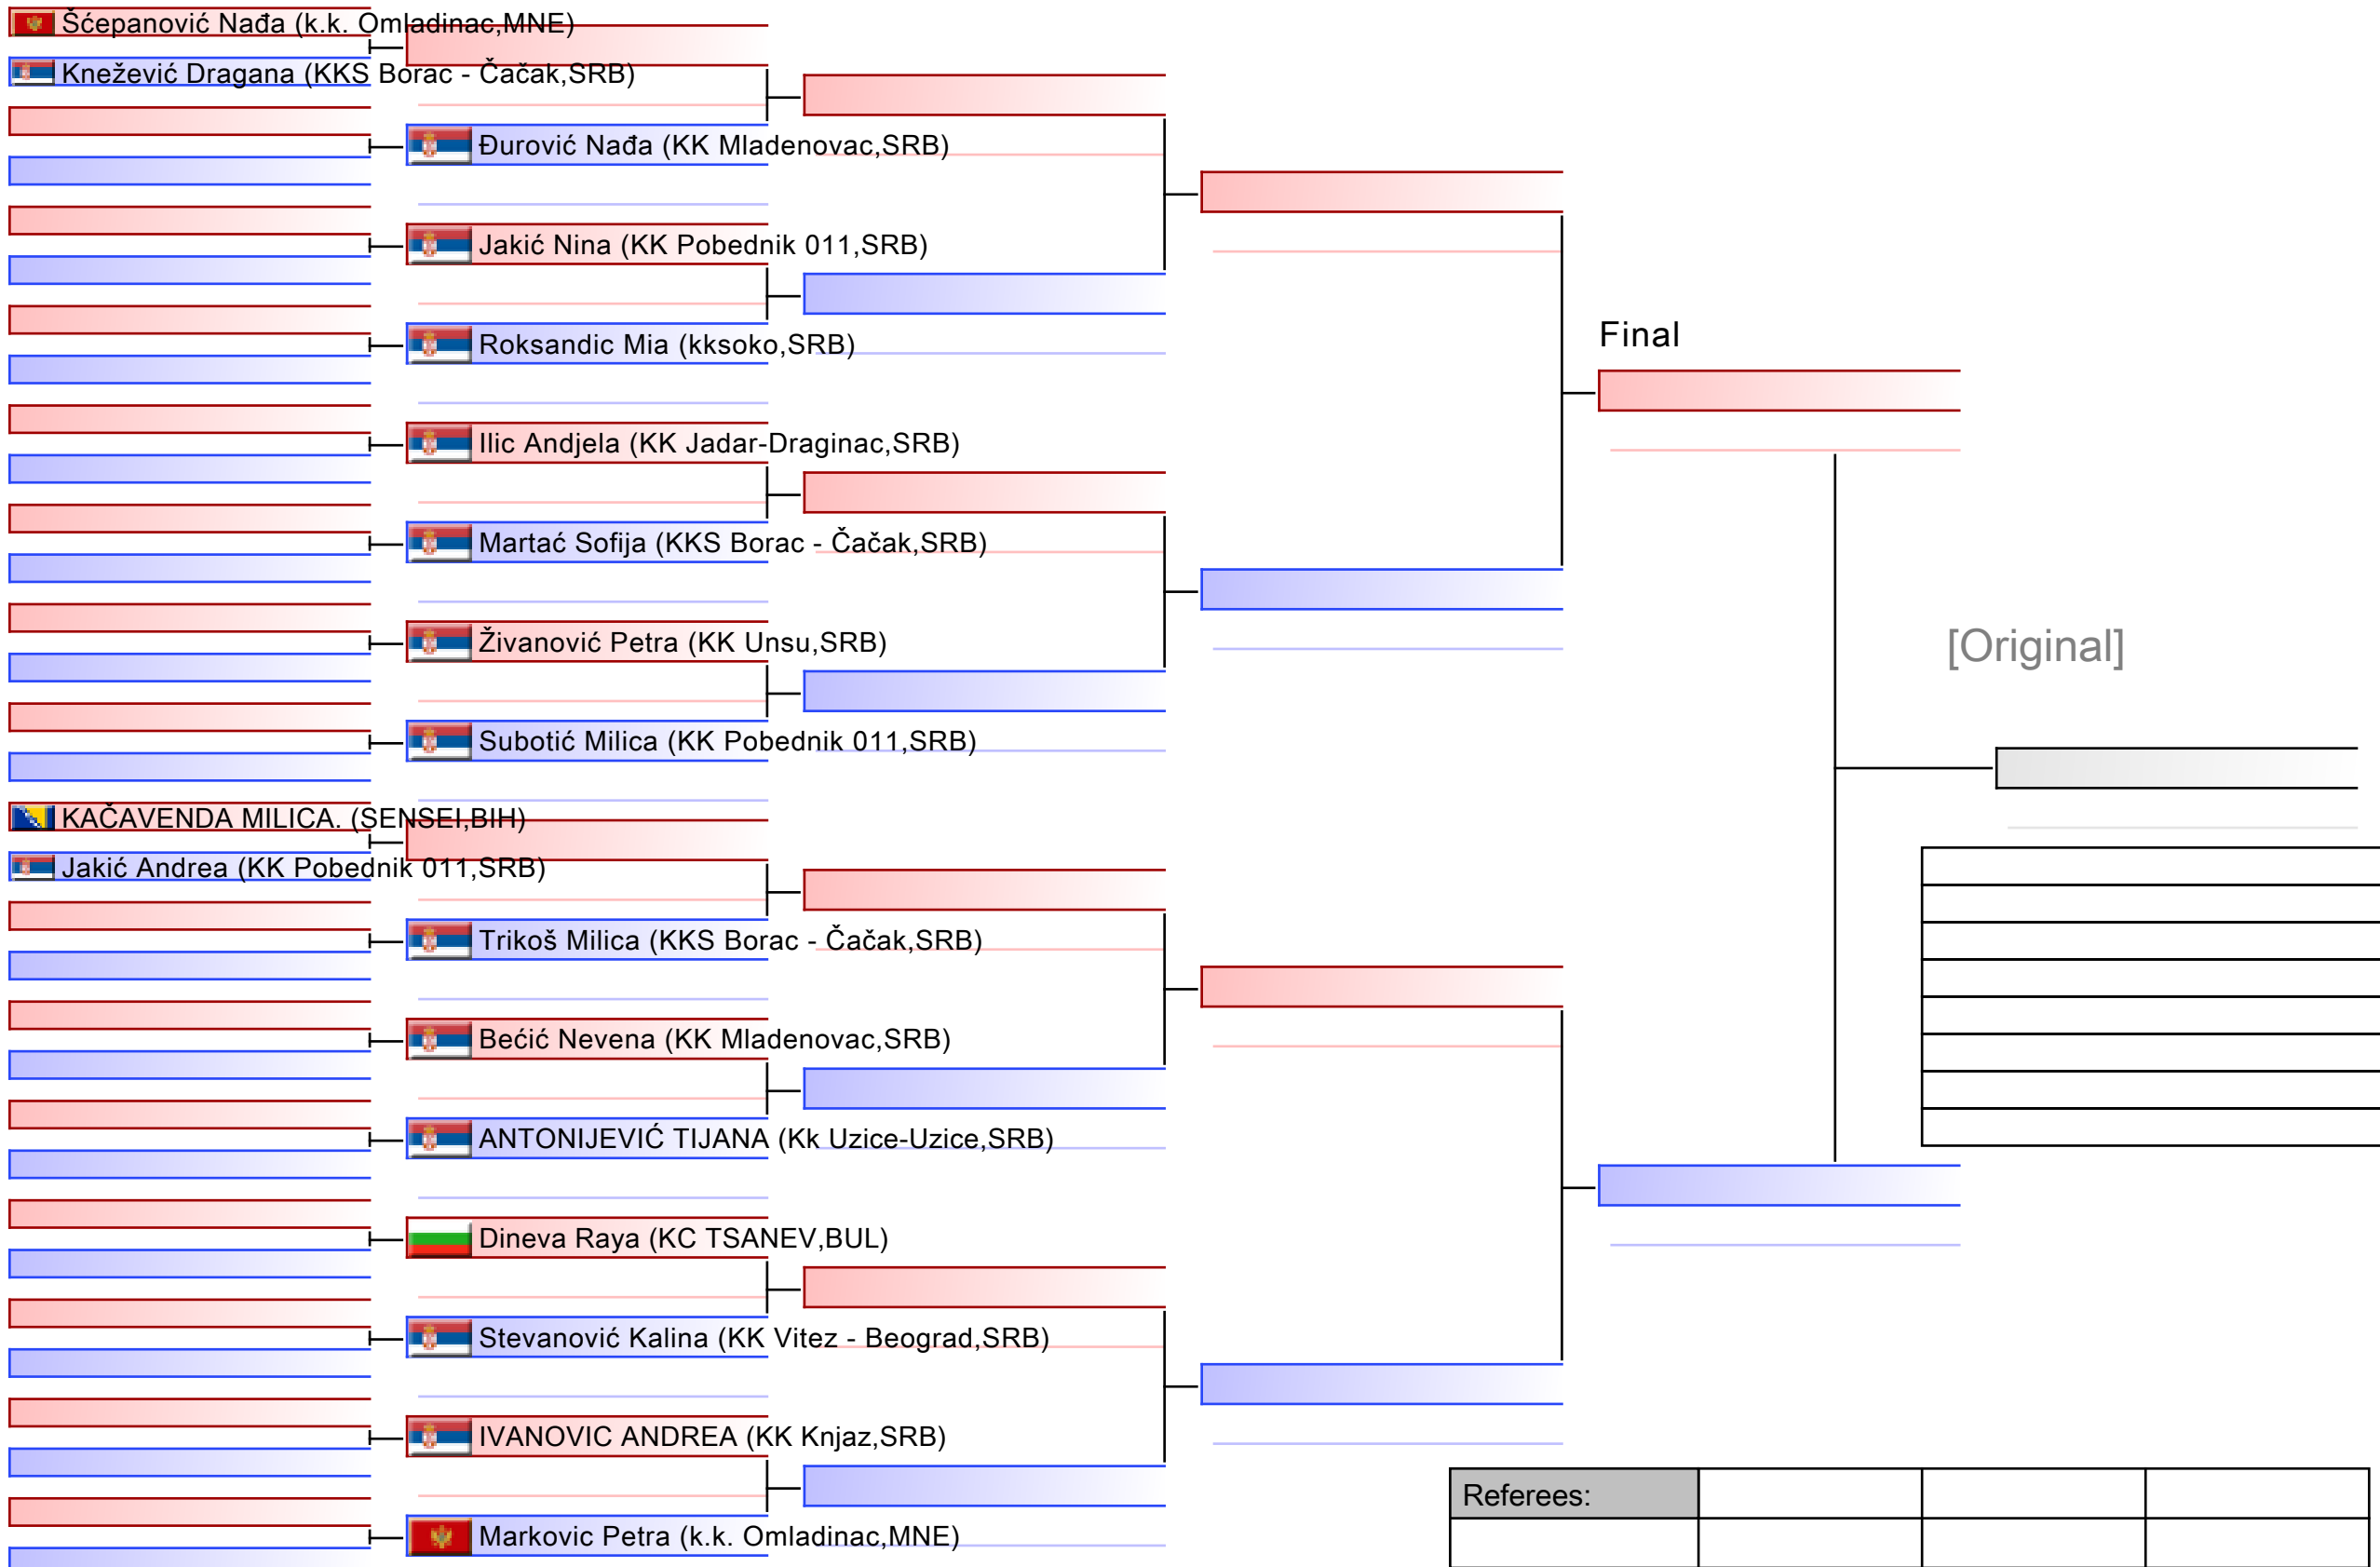 Šćepanović Nađa (k.k. Omladinac,MNE)
Knežević Dragana (KKS Borac - Čačak,SRB)
Đurović Nađa (KK Mladenovac,SRB)
Jakić Nina (KK Pobednik 011,SRB)
Roksandic Mia (kksoko,SRB)
Final
Ilic Andjela (KK Jadar-Draginac,SRB)
Martać Sofija (KKS Borac - Čačak,SRB)
Živanović Petra (KK Unsu,SRB)
[Original]
Subotić Milica (KK Pobednik 011,SRB)
KAČAVENDA MILICA. (SENSEI,BIH)
Jakić Andrea (KK Pobednik 011,SRB)
Trikoš Milica (KKS Borac - Čačak,SRB)
Bećić Nevena (KK Mladenovac,SRB)
ANTONIJEVIĆ TIJANA (Kk Uzice-Uzice,SRB)
Dineva Raya (KC TSANEV,BUL)
Stevanović Kalina (KK Vitez - Beograd,SRB)
IVANOVIC ANDREA (KK Knjaz,SRB)
Referees:
Markovic Petra (k.k. Omladinac,MNE)